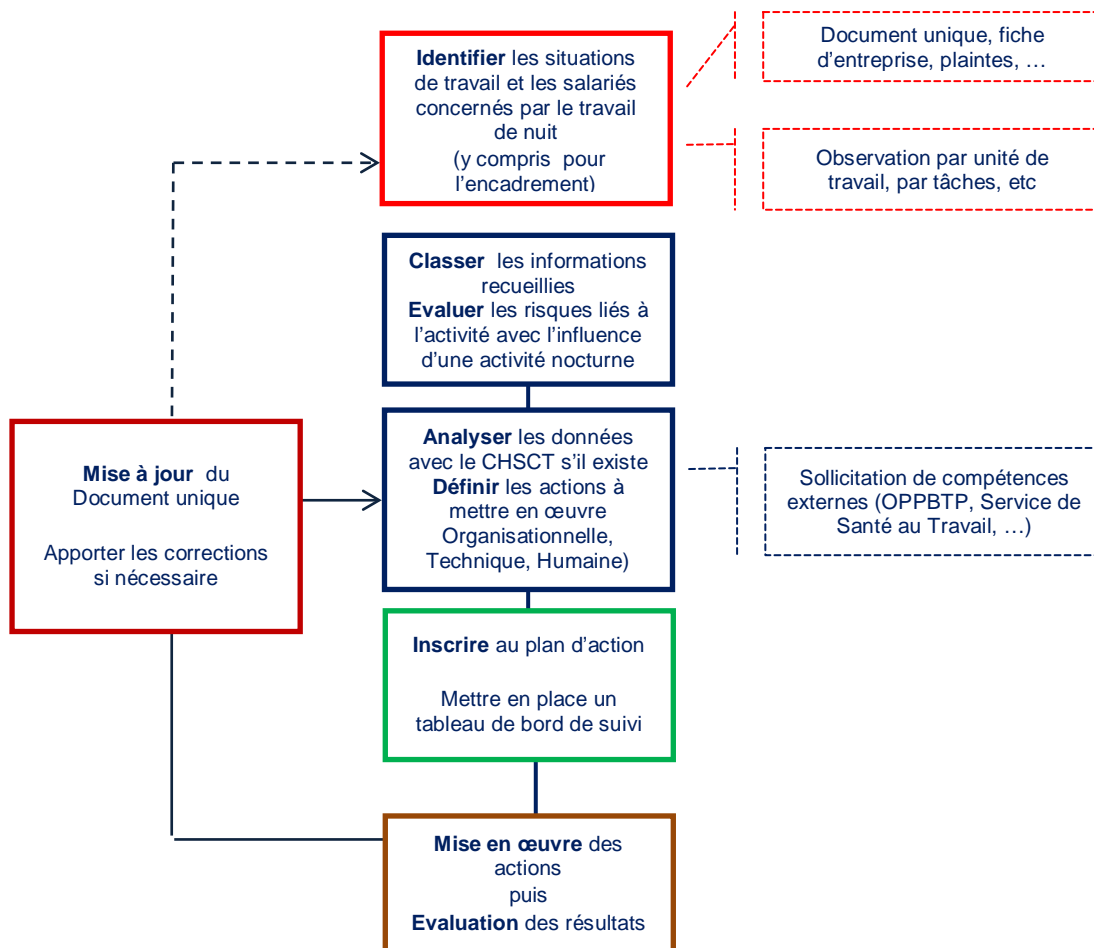 Identifier les situations
de travail et les salariés
concernés par le travail
de nuit
(y compris pour
l'encadrement)
Document unique, fiche
d'entreprise, plaintes, …
Observation par unité de
travail, par tâches, etc
Classer les informations
recueillies
Evaluer les risques liés à
l'activité avec l'influence
d'une activité nocturne
Mise à jour du
Document unique
Apporter les corrections
si nécessaire
Analyser les données
avec le CHSCT s'il existe
Définir les actions à
mettre en œuvre
Organisationnelle,
Technique, Humaine)
Sollicitation de compétences
externes (OPPBTP, Service de
Santé au Travail, …)
Inscrire au plan d'action
Mettre en place un
tableau de bord de suivi
Mise en œuvre des
actions
puis
Evaluation des résultats